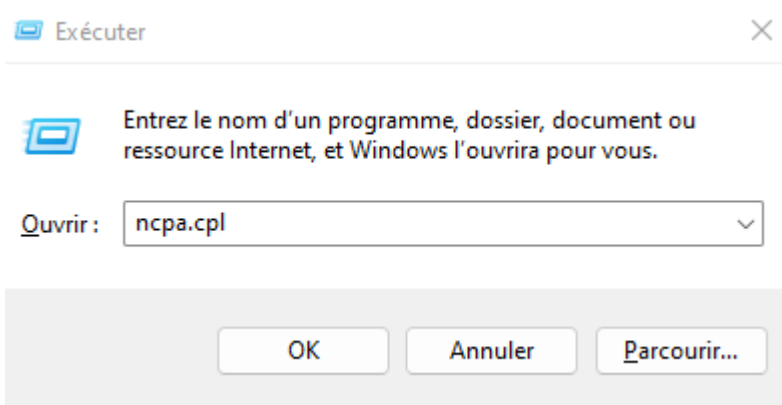 Exécuter
Entrez le nom d'un programme, dossier, document ou
ressource Internet, et Windows l'ouvrira pour vous.
Ouvrir : ncpa.cpl
OK Annuler Parcourir...